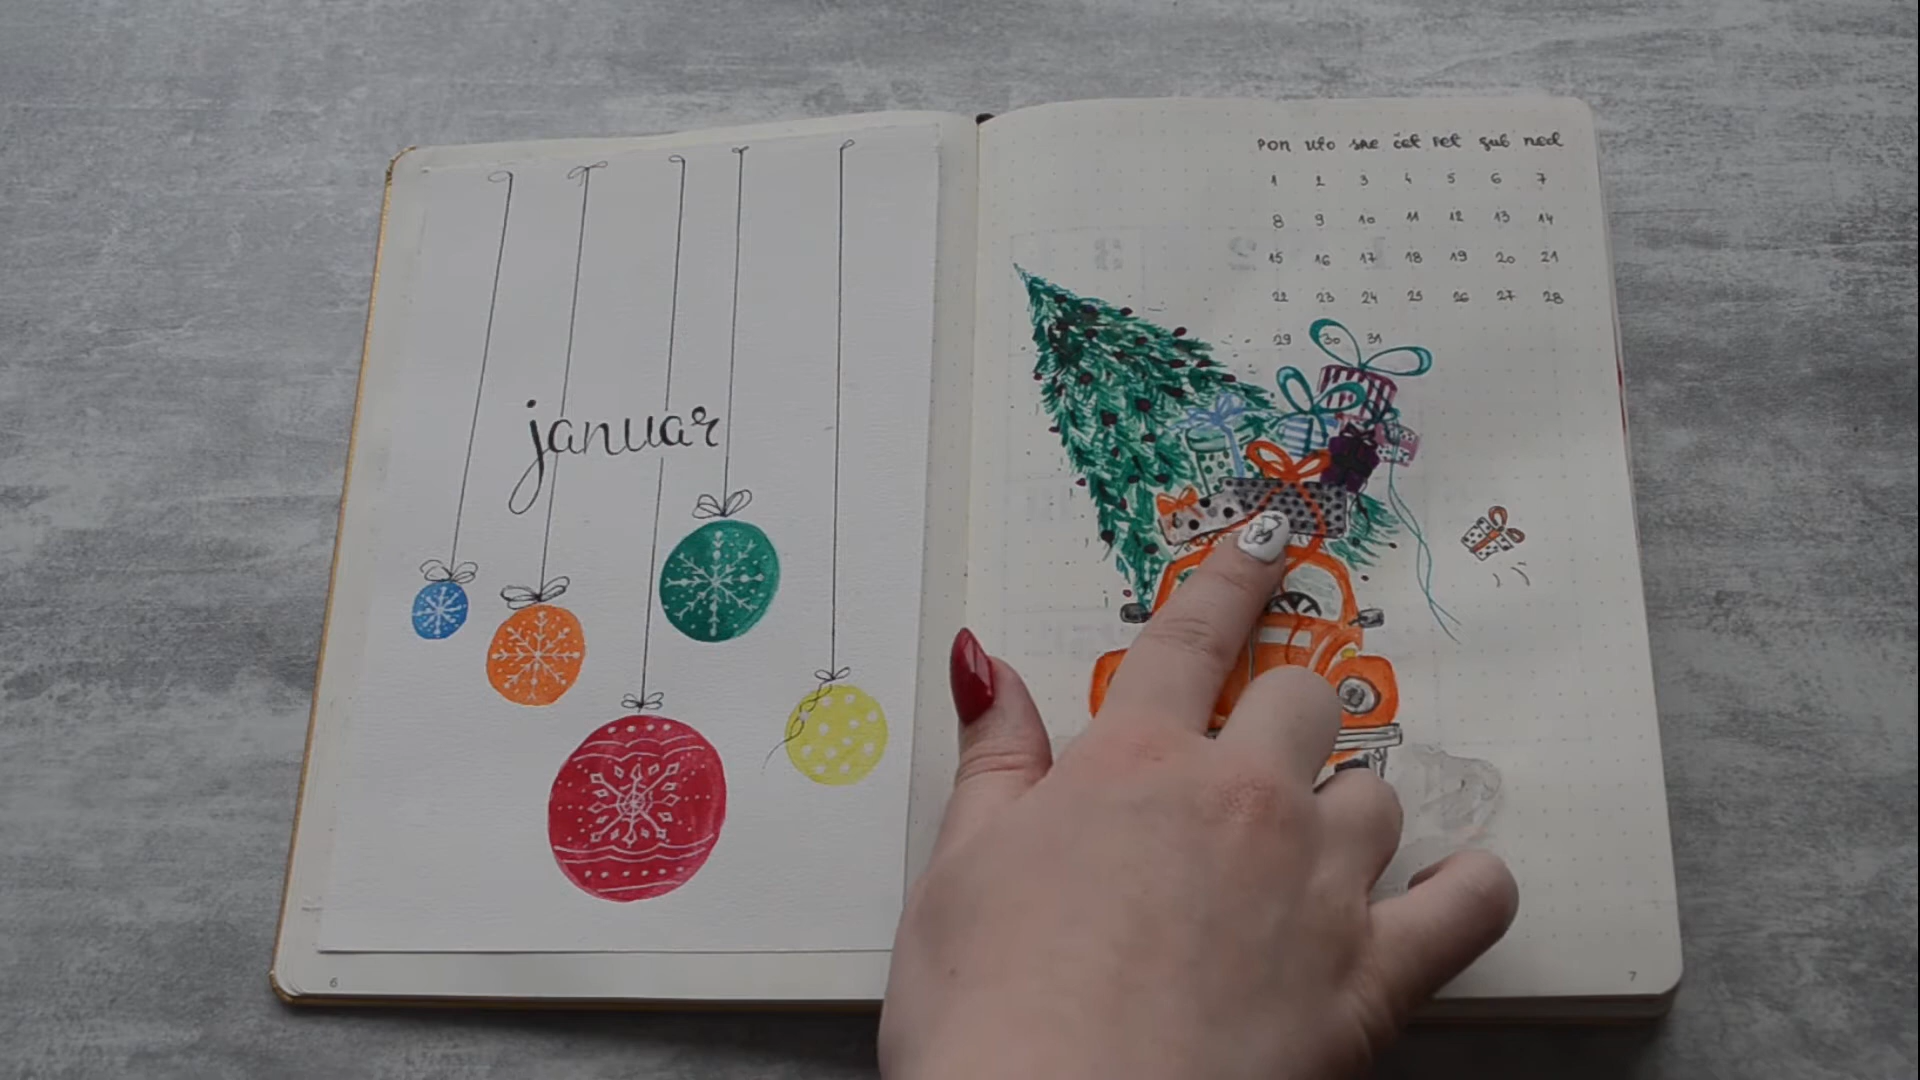 januar
6
pon uto sre čet pet sub ned
1 2 3 4 5 6 7
8 9 10 11 12 13 14
15 16 17 18 19 20 21
22 23 24 25 26 27 28
29 30 31
7